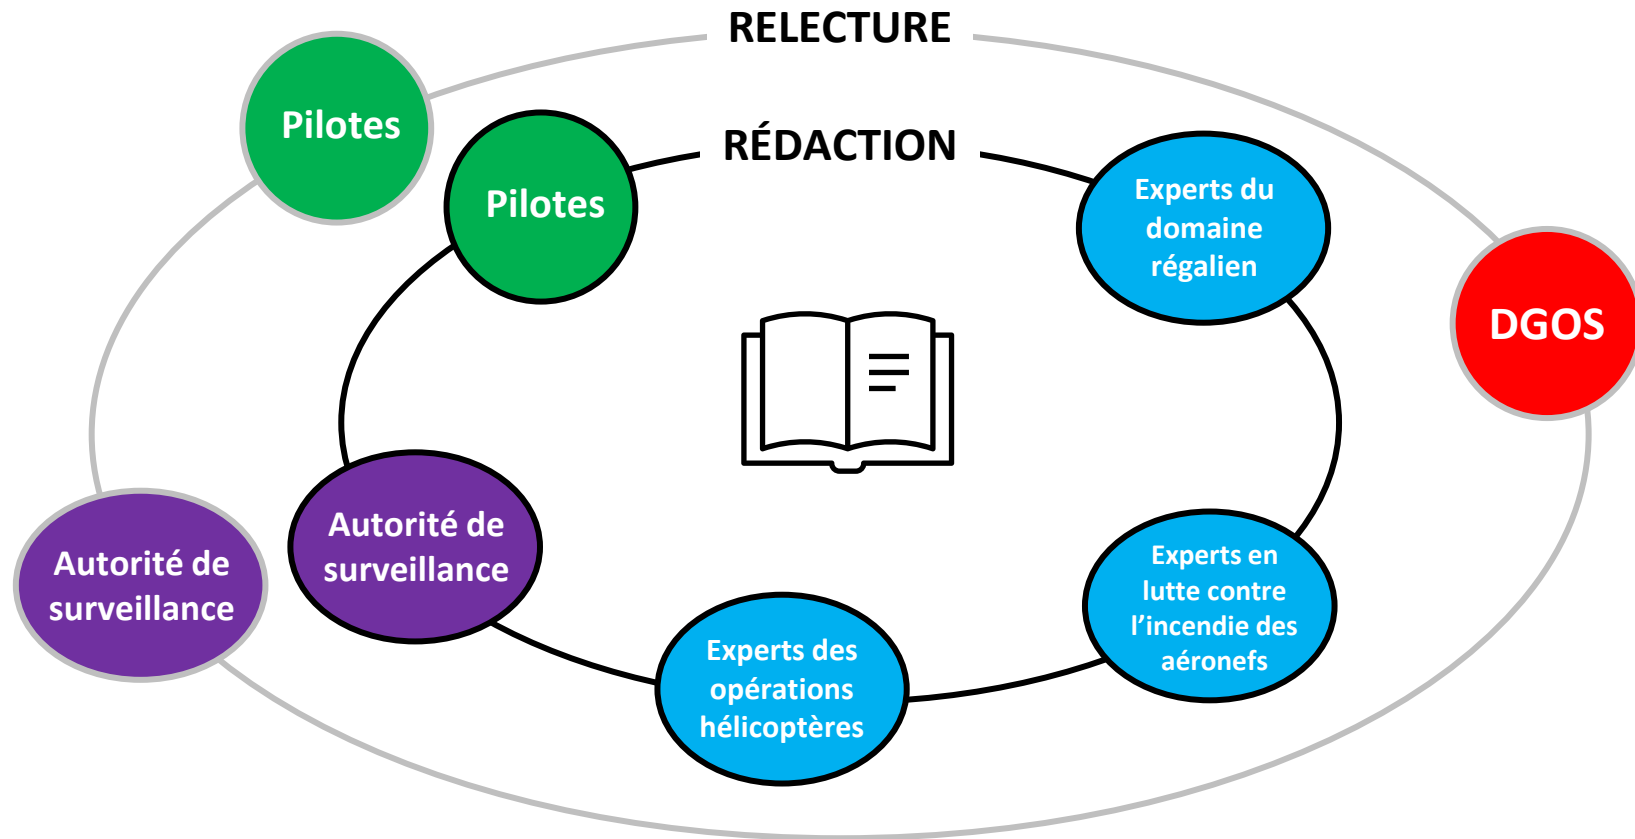 RELECTURE
Pilotes
RÉDACTION
Pilotes
Experts du
domaine
régalien
DGOS
Autorité de
surveillance
Autorité de
surveillance
Experts en
lutte contre
l’incendie des
aéronefs
Experts des
opérations
hélicoptères